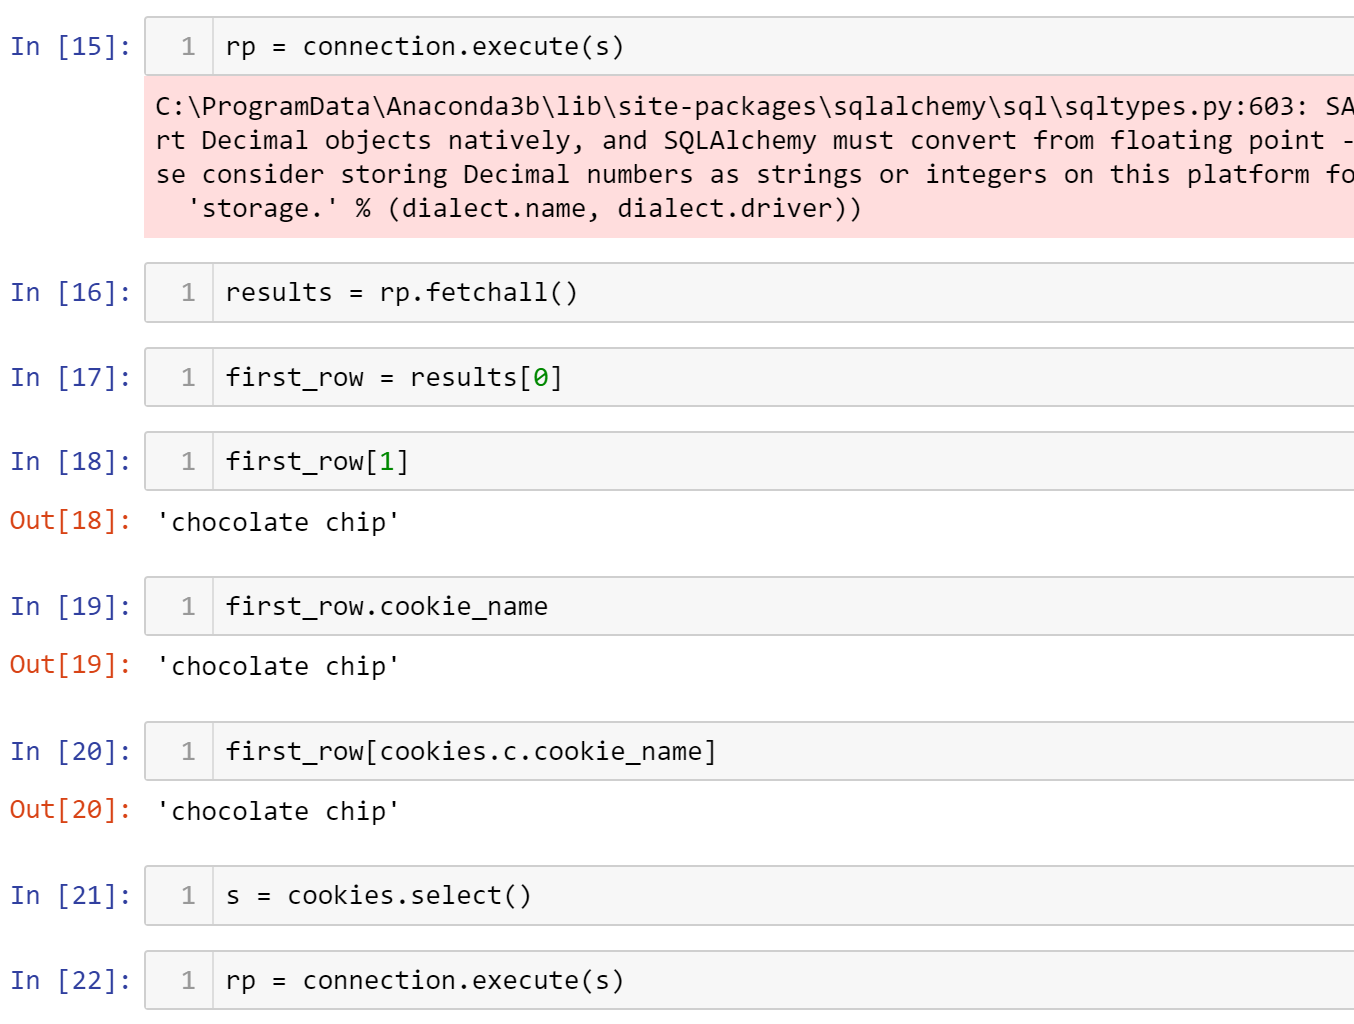 In [15]: 1 rp = connection.execute(s)
C:\ProgramData\Anaconda3b\lib\site-packages\sqlalchemy\sql\sqltypes.py:603: SA
rt Decimal objects natively, and SQLAlchemy must convert from floating point -
se consider storing Decimal numbers as strings or integers on this platform fo
'storage.' % (dialect.name, dialect.driver))
In [16]: 1 results = rp.fetchall()
In [17]: 1 first_row = results[0]
In [18]: 1 first_row[1]
Out[18]: 'chocolate chip'
In [19]: 1 first_row.cookie_name
Out[19]: 'chocolate chip'
In [20]: 1 first_row[cookies.c.cookie_name]
Out[20]: 'chocolate chip'
In [21]: 1 s = cookies.select()
In [22]: 1 rp = connection.execute(s)